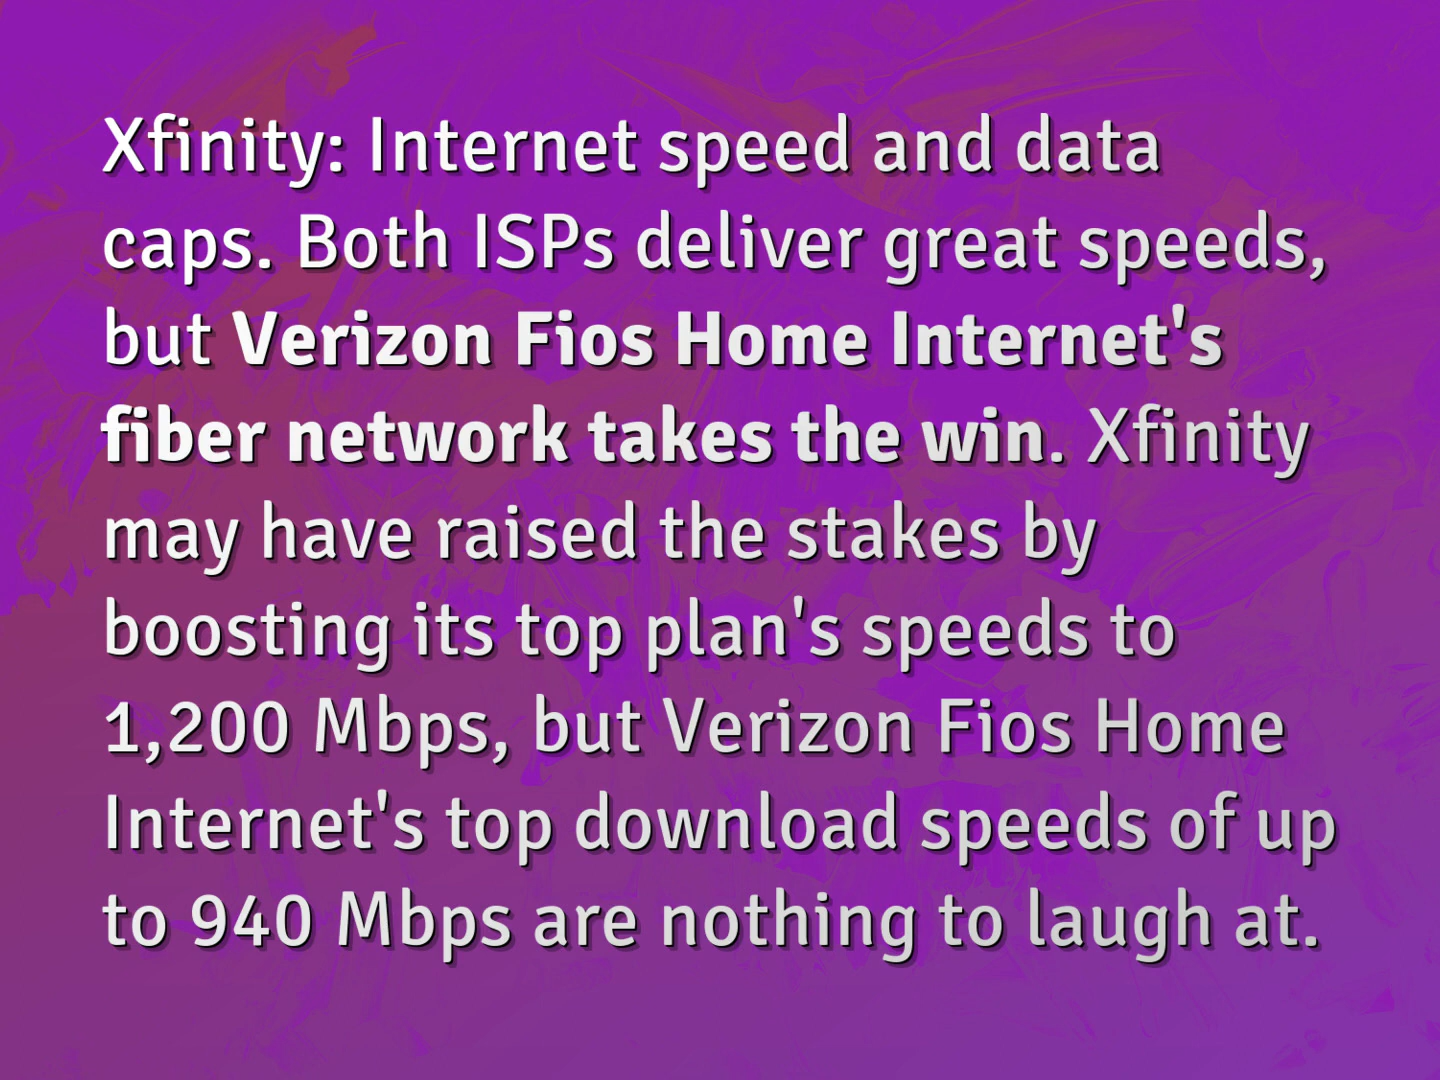 Xfinity: Internet speed and data
caps. Both ISPs deliver great speeds,
but Verizon Fios Home Internet's
fiber network takes the win. Xfinity
may have raised the stakes by
boosting its top plan's speeds to
1,200 Mbps, but Verizon Fios Home
Internet's top download speeds of up
to 940 Mbps are nothing to laugh at.